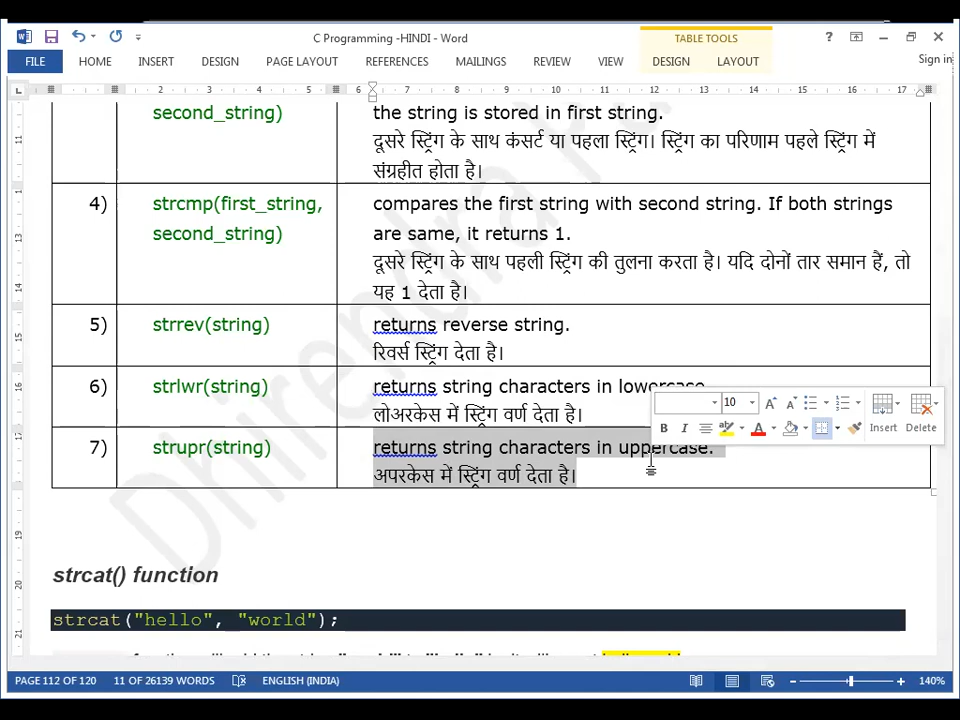 C Programming -HINDI - Word
TABLE TOOLS
FILE HOME INSERT DESIGN PAGE LAYOUT REFERENCES MAILINGS REVIEW VIEW DESIGN LAYOUT Sign in
second_string) the string is stored in first string.
दूसरे स्ट्रिंग के साथ कंसर्ट या पहला स्ट्रिंग। स्ट्रिंग का परिणाम पहले स्ट्रिंग में
संग्रहीत होता है।
4) strcmp(first_string, compares the first string with second string. If both strings
second_string) are same, it returns 1.
दूसरे स्ट्रिंग के साथ पहली स्ट्रिंग की तुलना करता है। यदि दोनों तार समान हैं, तो
यह 1 देता है।
5) strrev(string) returns reverse string.
रिवर्स स्ट्रिंग देता है।
6) strlwr(string) returns string characters in lowercase.
लोअरकेस में स्ट्रिंग वर्ण देता है।
10
Insert Delete
7) strupr(string) returns string characters in uppercase.
अपरकेस में स्ट्रिंग वर्ण देता है।
strcat() function
strcat("hello", "world");
PAGE 112 OF 120 11 OF 26139 WORDS ENGLISH (INDIA) 140%